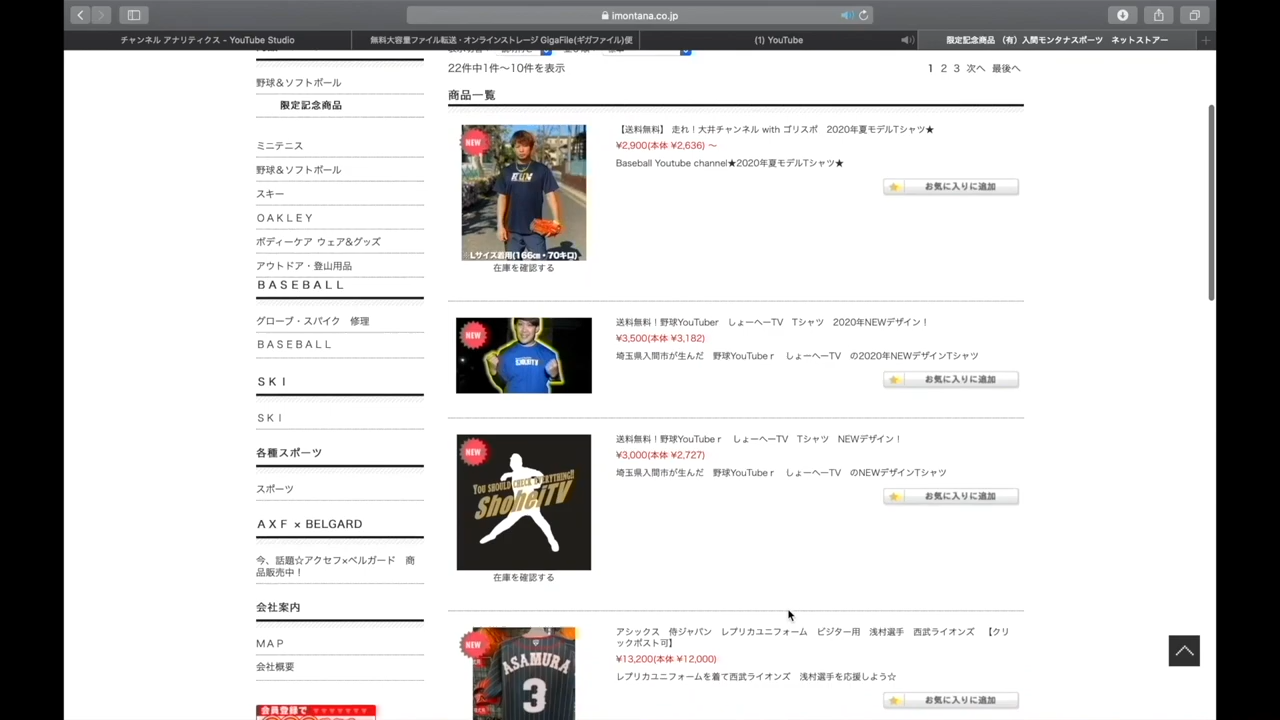 imontana.co.jp
チャンネル アナリティクス - YouTube Studio
無料大容量ファイル転送・オンラインストレージ GigaFile(ギガファイル)便
(1) YouTube
限定記念商品 （有）入間モンタナスポーツ ネットストアー
22件中1件〜10件を表示
1 2 3 次へ 最後へ
野球＆ソフトボール
限定記念商品
ミニテニス
野球＆ソフトボール
スキー
ＯＡＫＬＥＹ
ボディーケア ウェア&グッズ
アウトドア・登山用品
ＢＡＳＥＢＡＬＬ
グローブ・スパイク 修理
ＢＡＳＥＢＡＬＬ
ＳＫＩ
ＳＫＩ
各種スポーツ
スポーツ
ＡＸＦ × BELGARD
今、話題☆アクセフ×ベルガード 商
品販売中！
会社案内
ＭＡＰ
会社概要
会員登録で
商品一覧
NEW
Lサイズ着用(166㎝・70キロ)
在庫を確認する
【送料無料】 走れ！大井チャンネル with ゴリスポ 2020年夏モデルTシャツ★
¥2,900(本体 ¥2,636) 〜
Baseball Youtube channel★2020年夏モデルTシャツ★
お気に入りに追加
NEW
送料無料！野球YouTuber しょーへーTV Tシャツ 2020年NEWデザイン！
¥3,500(本体 ¥3,182)
埼玉県入間市が生んだ 野球YouTubeｒ しょーへーTV の2020年NEWデザインTシャツ
お気に入りに追加
NEW
YOU SHOULD CHECK EVERYTHING!!
ShoheiTV
在庫を確認する
送料無料！野球YouTubeｒ しょーへーTV Tシャツ NEWデザイン！
¥3,000(本体 ¥2,727)
埼玉県入間市が生んだ 野球YouTubeｒ しょーへーTV のNEWデザインTシャツ
お気に入りに追加
NEW
ASAMURA
3
アシックス 侍ジャパン レプリカユニフォーム ビジター用 浅村選手 西武ライオンズ 【クリ
ックポスト可】
¥13,200(本体 ¥12,000)
レプリカユニフォームを着て西武ライオンズ 浅村選手を応援しよう☆
お気に入りに追加